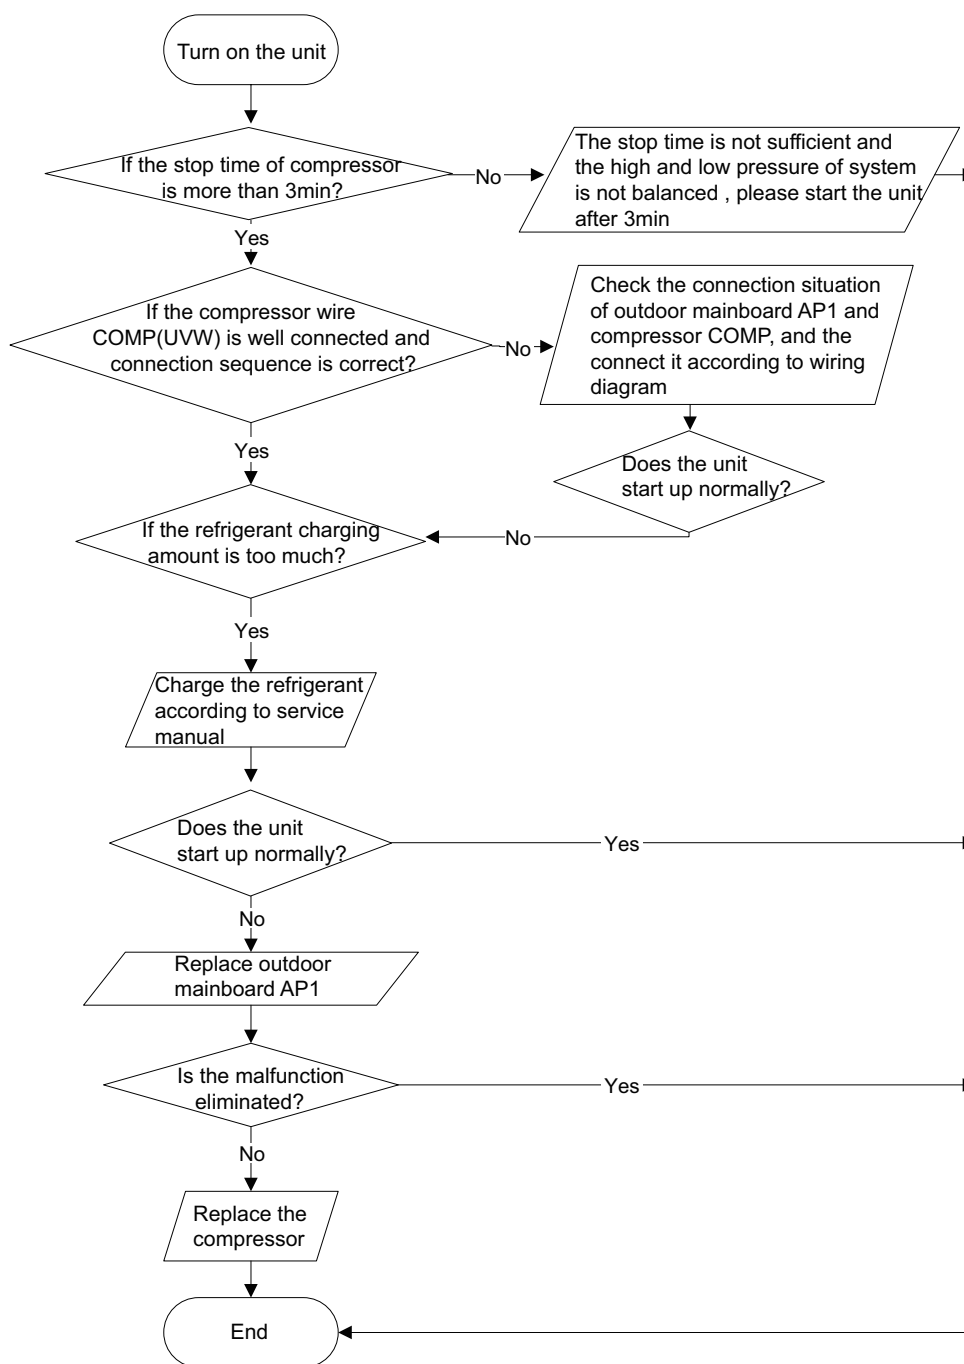 Turn on the unit
If the stop time of compressor
is more than 3min?
No
The stop time is not sufficient and
the high and low pressure of system
is not balanced , please start the unit
after 3min
Yes
If the compressor wire
COMP(UVW) is well connected and
connection sequence is correct?
No
Check the connection situation
of outdoor mainboard AP1 and
compressor COMP, and the
connect it according to wiring
diagram
Yes
Does the unit
start up normally?
If the refrigerant charging
amount is too much?
No
Yes
Charge the refrigerant
according to service
manual
Does the unit
start up normally?
Yes
No
Replace outdoor
mainboard AP1
Is the malfunction
eliminated?
Yes
No
Replace the
compressor
End